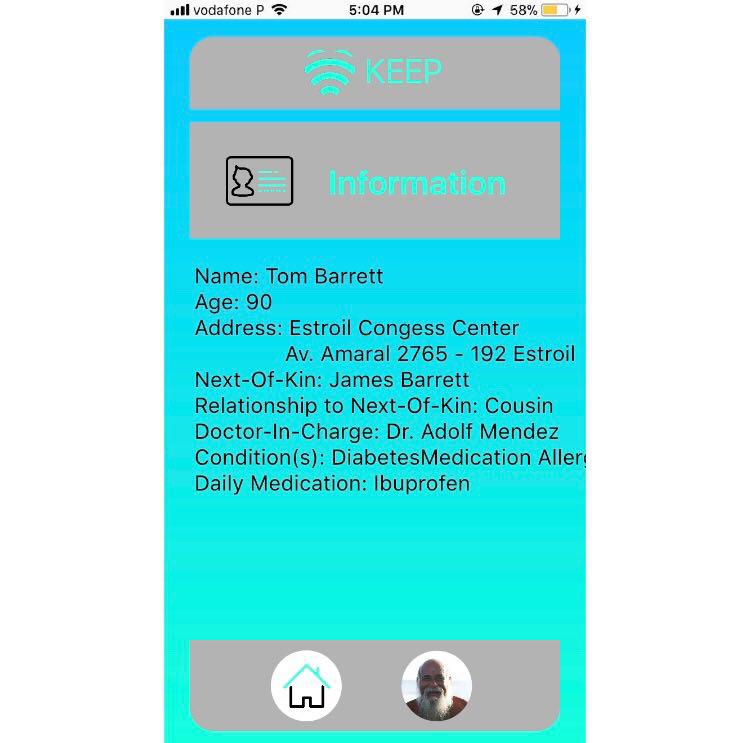 vodafone P
5:04 PM
58%
KEEP
Information
Name: Tom Barrett
Age: 90
Address: Estroil Congess Center
Av. Amaral 2765 - 192 Estroil
Next-Of-Kin: James Barrett
Relationship to Next-Of-Kin: Cousin
Doctor-In-Charge: Dr. Adolf Mendez
Condition(s): DiabetesMedication Allerg
Daily Medication: Ibuprofen